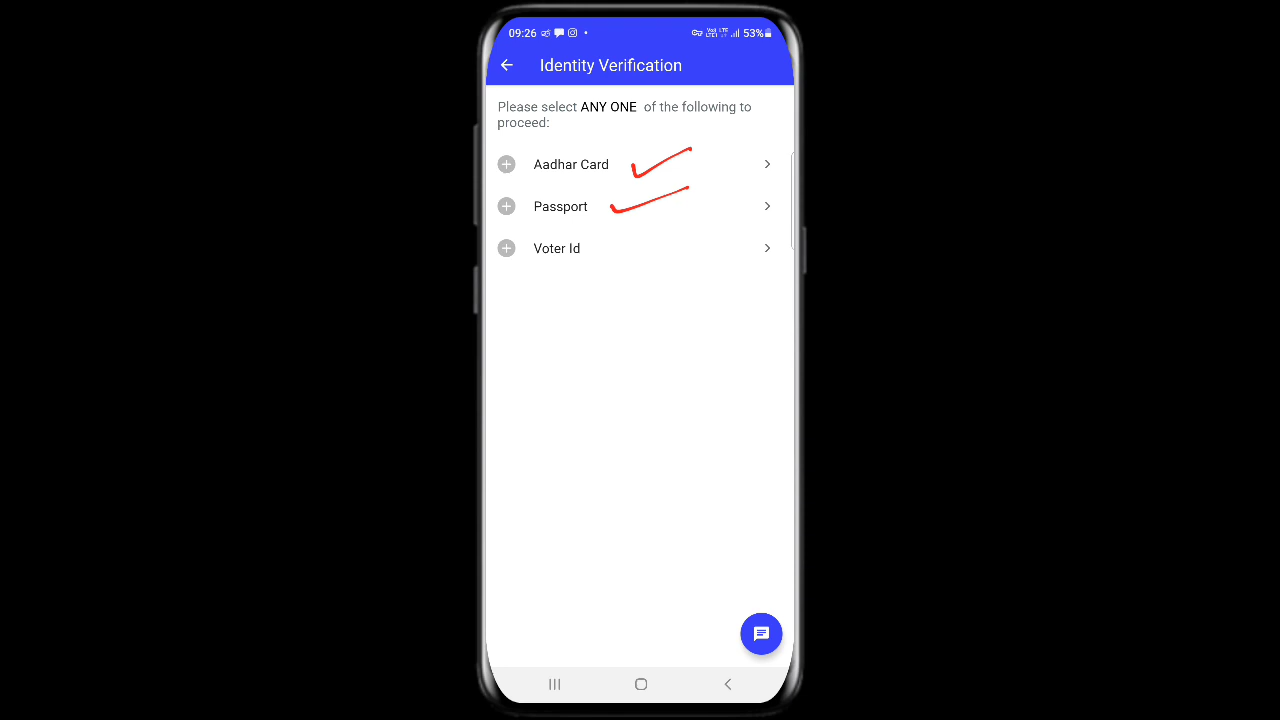 09:26 53%
Identity Verification
Please select ANY ONE of the following to
proceed:
Aadhar Card
Passport
Voter Id